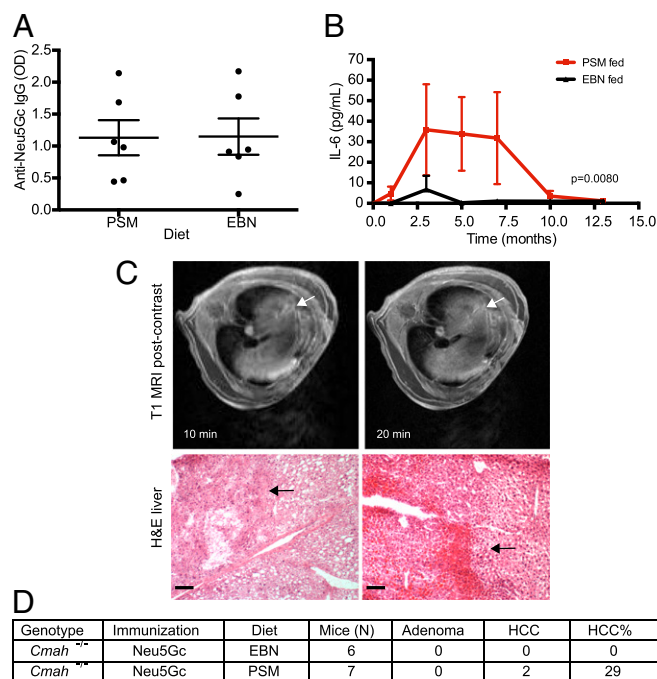 A
Anti-Neu5Gc IgG (OD)
2.5
2.0
1.5
1.0
0.5
0.0
PSM
EBN
Diet
B
PSM fed
EBN fed
IL-6 (pg/mL)
70
60
50
40
30
20
10
0
p=0.0080
0.0
2.5
5.0
7.5
10.0
12.5
15.0
Time (months)
C
T1 MRI post-contrast
10 min
20 min
H&E liver
D
Genotype Immunization Diet Mice (N) Adenoma HCC HCC%
Cmah -/- Neu5Gc EBN 6 0 0 0
Cmah -/- Neu5Gc PSM 7 0 2 29